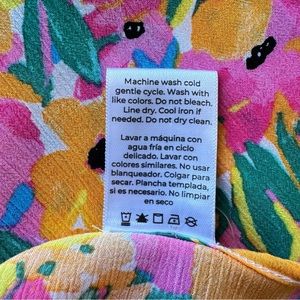 Machine wash cold
gentle cycle. Wash with
like colors. Do not bleach.
Line dry. Cool iron if
needed. Do not dry clean.
Lavar a máquina con
agua fría en ciclo
delicado. Lavar con
colores similares. No usar
blanqueador. Colgar para
secar. Plancha templada,
si es necesario. No limpiar
en seco